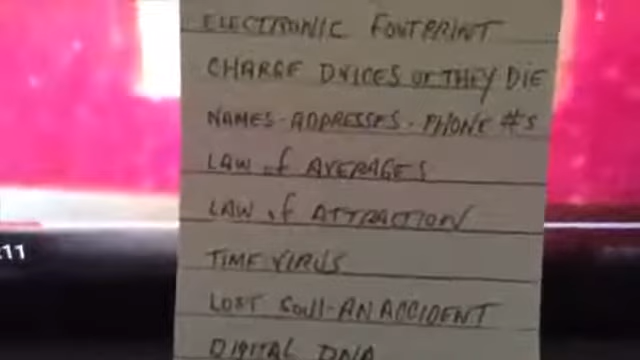 ELECTRONIC FOOTPRINT
CHARGE DVICES OR THEY DIE
NAMES - ADDRESSES - PHONE #S
LAW of AVERAGES
LAW of ATTRACTION
TIME VIRUS
LOST SOUL - AN ACCIDENT
DIGITAL DNA
:11